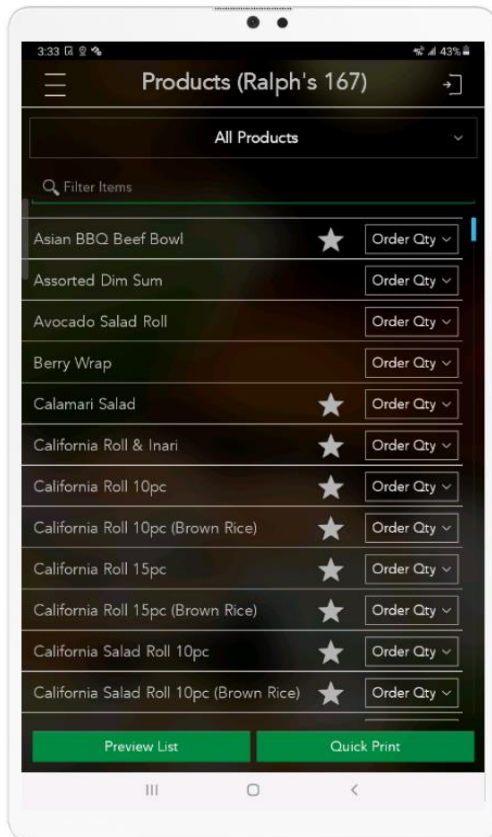 3:33
43%
Products (Ralph's 167)
All Products
Filter Items
Asian BBQ Beef Bowl Order Qty
Assorted Dim Sum Order Qty
Avocado Salad Roll Order Qty
Berry Wrap Order Qty
Calamari Salad Order Qty
California Roll & Inari Order Qty
California Roll 10pc Order Qty
California Roll 10pc (Brown Rice) Order Qty
California Roll 15pc Order Qty
California Roll 15pc (Brown Rice) Order Qty
California Salad Roll 10pc Order Qty
California Salad Roll 10pc (Brown Rice) Order Qty
Preview List Quick Print